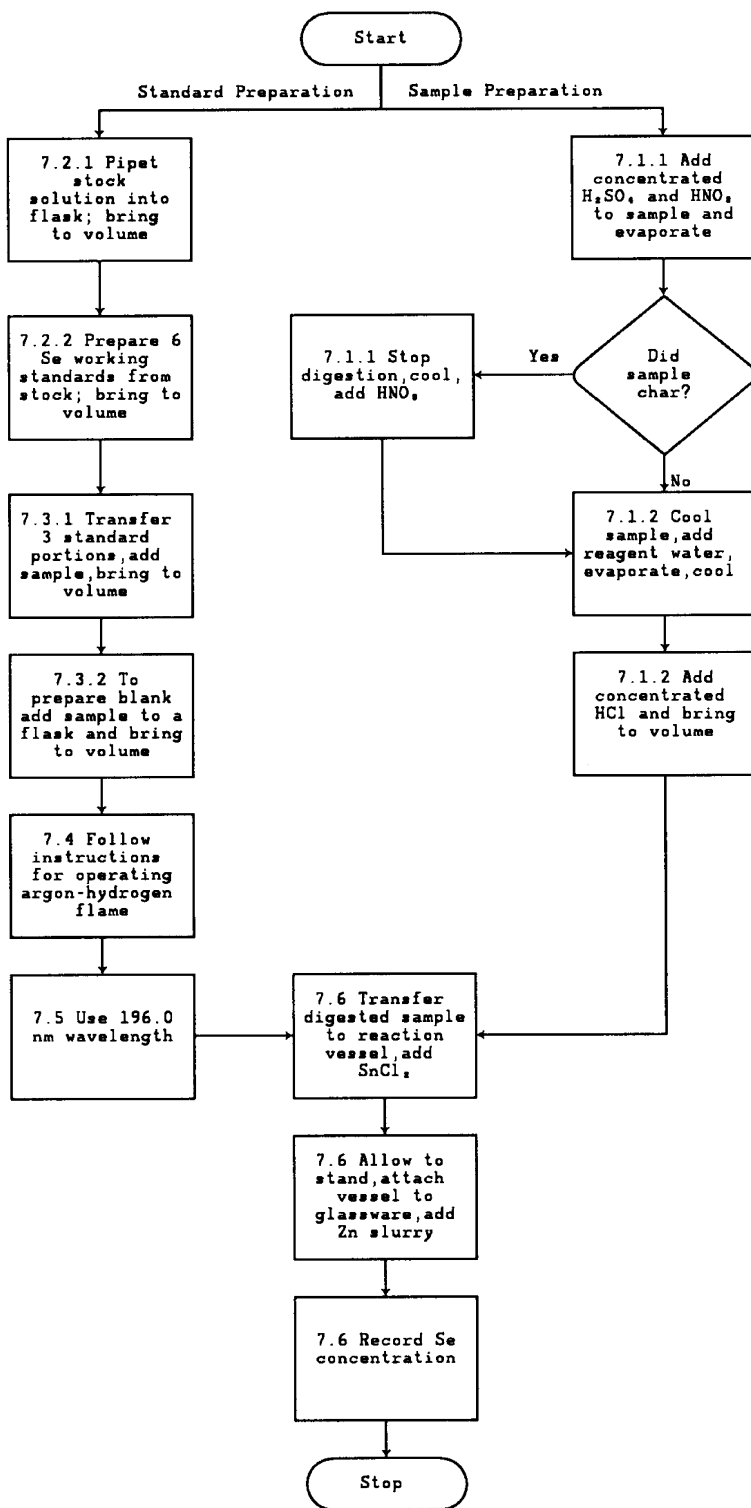 Start
Standard Preparation
Sample Preparation
7.2.1 Pipet
stock
solution into
flask; bring
to volume
7.2.2 Prepare 6
Se working
standards from
stock; bring to
volume
7.3.1 Transfer
3 standard
portions,add
sample,bring to
volume
7.3.2 To
prepare blank
add sample to a
flask and bring
to volume
7.4 Follow
instructions
for operating
argon-hydrogen
flame
7.5 Use 196.0
nm wavelength
7.1.1 Add
concentrated
H₂SO₄ and HNO₃
to sample and
evaporate
Did
sample
char?
Yes
7.1.1 Stop
digestion,cool,
add HNO₃
No
7.1.2 Cool
sample,add
reagent water,
evaporate,cool
7.1.2 Add
concentrated
HCl and bring
to volume
7.6 Transfer
digested sample
to reaction
vessel,add
SnCl₂
7.6 Allow to
stand,attach
vessel to
glassware,add
Zn slurry
7.6 Record Se
concentration
Stop